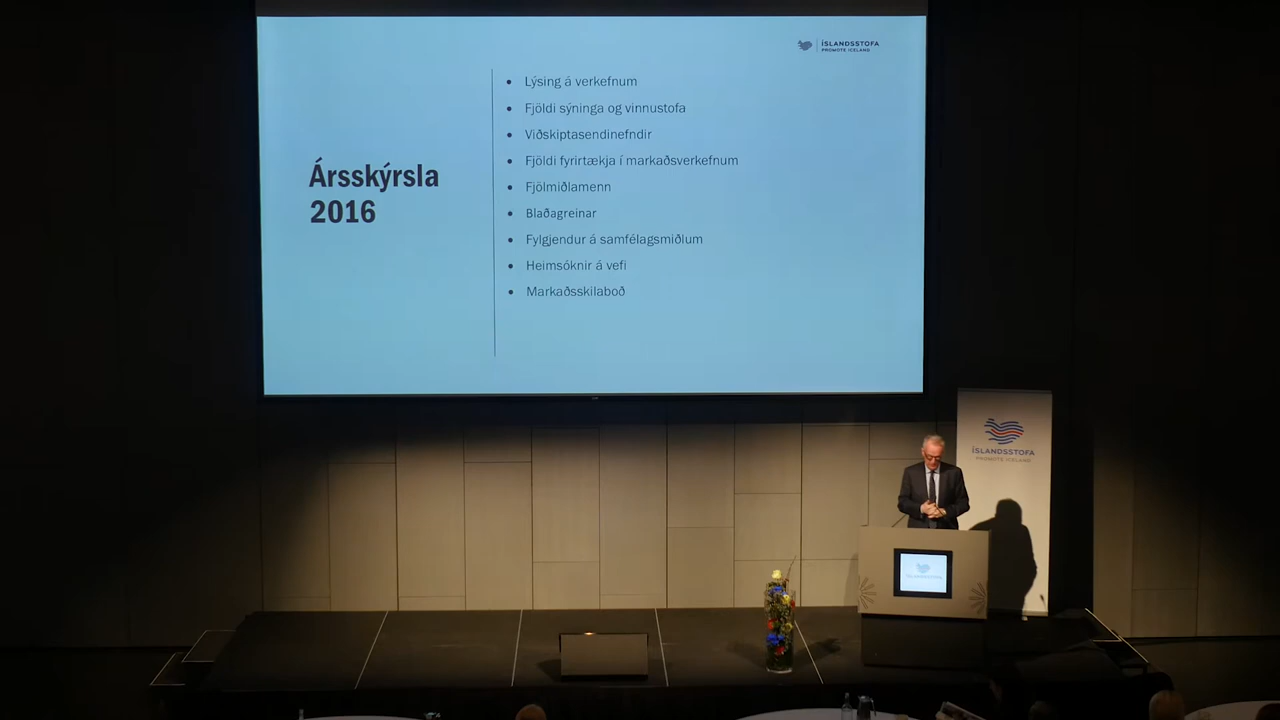 ÍSLANDSSTOFA
PROMOTE ICELAND
Ársskýrsla
2016
• Lýsing á verkefnum
• Fjöldi sýninga og vinnustofa
• Viðskiptasendinefndir
• Fjöldi fyrirtækja í markaðsverkefnum
• Fjölmiðlamenn
• Blaðagreinar
• Fylgjendur á samfélagsmiðlum
• Heimsóknir á vefi
• Markaðsskilaboð
ÍSLANDSSTOFA
PROMOTE ICELAND